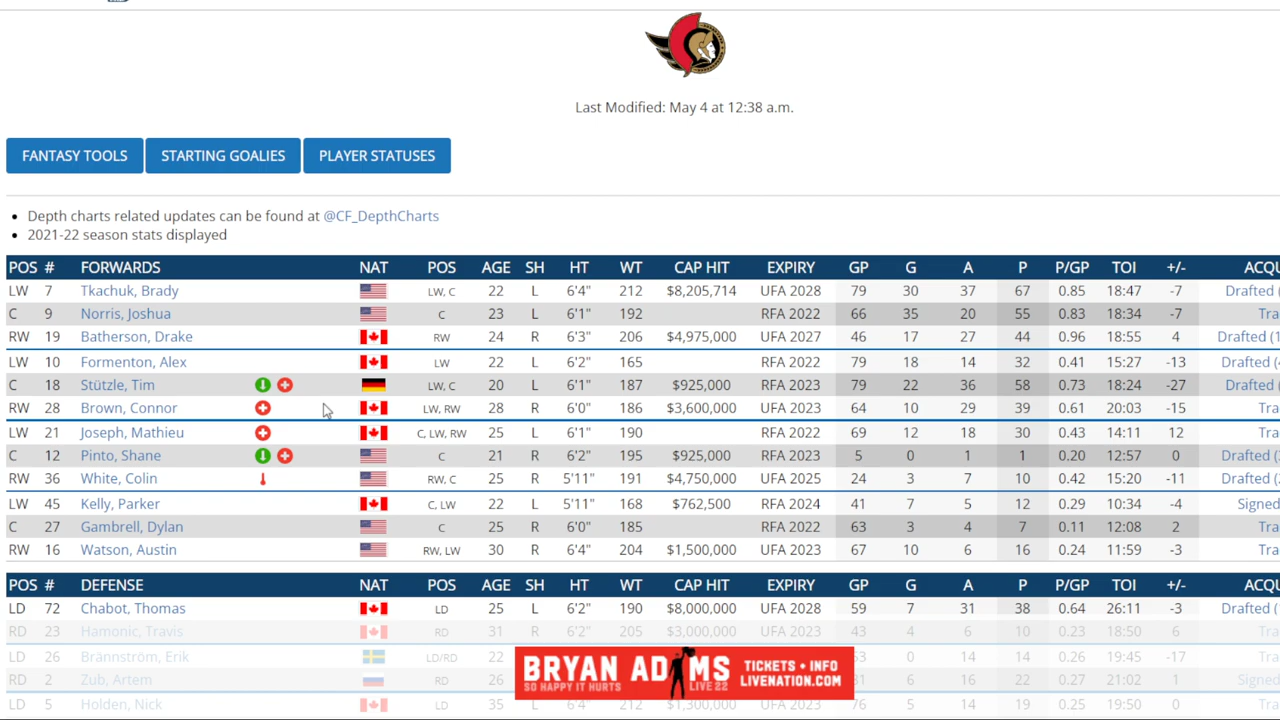 Last Modified: May 4 at 12:38 a.m.
FANTASY TOOLS STARTING GOALIES PLAYER STATUSES
Depth charts related updates can be found at @CF_DepthCharts
2021-22 season stats displayed
POS # FORWARDS NAT POS AGE SH HT WT CAP HIT EXPIRY GP G A P P/GP TOI +/- ACQU
LW 7 Tkachuk, Brady LW, C 22 L 6'4" 212 $8,205,714 UFA 2028 79 30 37 67 0.85 18:47 -7 Drafted (
C 9 Norris, Joshua C 23 L 6'1" 192 RFA 2022 66 35 20 55 0.83 18:34 -7 Tra
RW 19 Batherson, Drake RW 24 R 6'3" 206 $4,975,000 UFA 2027 46 17 27 44 0.96 18:55 4 Drafted (1
LW 10 Formenton, Alex LW 22 L 6'2" 165 RFA 2022 79 18 14 32 0.41 15:27 -13 Drafted (
C 18 Stützle, Tim LW, C 20 L 6'1" 187 $925,000 RFA 2023 79 22 36 58 0.73 18:24 -27 Drafted
RW 28 Brown, Connor LW, RW 28 R 6'0" 186 $3,600,000 UFA 2023 64 10 29 39 0.61 20:03 -15 Tra
LW 21 Joseph, Mathieu C, LW, RW 25 L 6'1" 190 RFA 2022 69 12 18 30 0.43 14:11 12 Tra
C 12 Pinto, Shane C 21 R 6'2" 195 $925,000 RFA 2023 5 0 1 1 0.20 12:57 0 Drafted (
RW 36 White, Colin RW, C 25 R 5'11" 191 $4,750,000 UFA 2025 24 3 7 10 0.42 15:20 -11 Drafted (
LW 45 Kelly, Parker C, LW 22 L 5'11" 168 $762,500 RFA 2024 41 7 5 12 0.29 10:34 -4 Signed
C 27 Gambrell, Dylan C 25 R 6'0" 185 RFA 2022 63 3 4 7 0.11 12:08 2 Tra
RW 16 Watson, Austin RW, LW 30 R 6'4" 204 $1,500,000 UFA 2023 67 10 6 16 0.24 11:59 -3 Tra
POS # DEFENSE NAT POS AGE SH HT WT CAP HIT EXPIRY GP G A P P/GP TOI +/- ACQU
LD 72 Chabot, Thomas LD 25 L 6'2" 190 $8,000,000 UFA 2028 59 7 31 38 0.64 26:11 -3 Drafted (
RD 23 Hamonic, Travis RD 31 R 6'2" 205 $3,000,000 UFA 2023 43 4 6 10 0.23 18:50 6 Tra
LD 26 Brännström, Erik LD/RD 22 0 14 14 0.26 19:45 -17 Tra
RD 2 Zub, Artem RD 26 6 16 22 0.27 21:02 1 Signed
LD 5 Holden, Nick LD 35 L 6'4" 212 $1,300,000 UFA 2023 76 5 14 19 0.25 19:50 0 Tra
BRYAN ADAMS
SO HAPPY IT HURTS LIVE 22
TICKETS • INFO
LIVENATION.COM